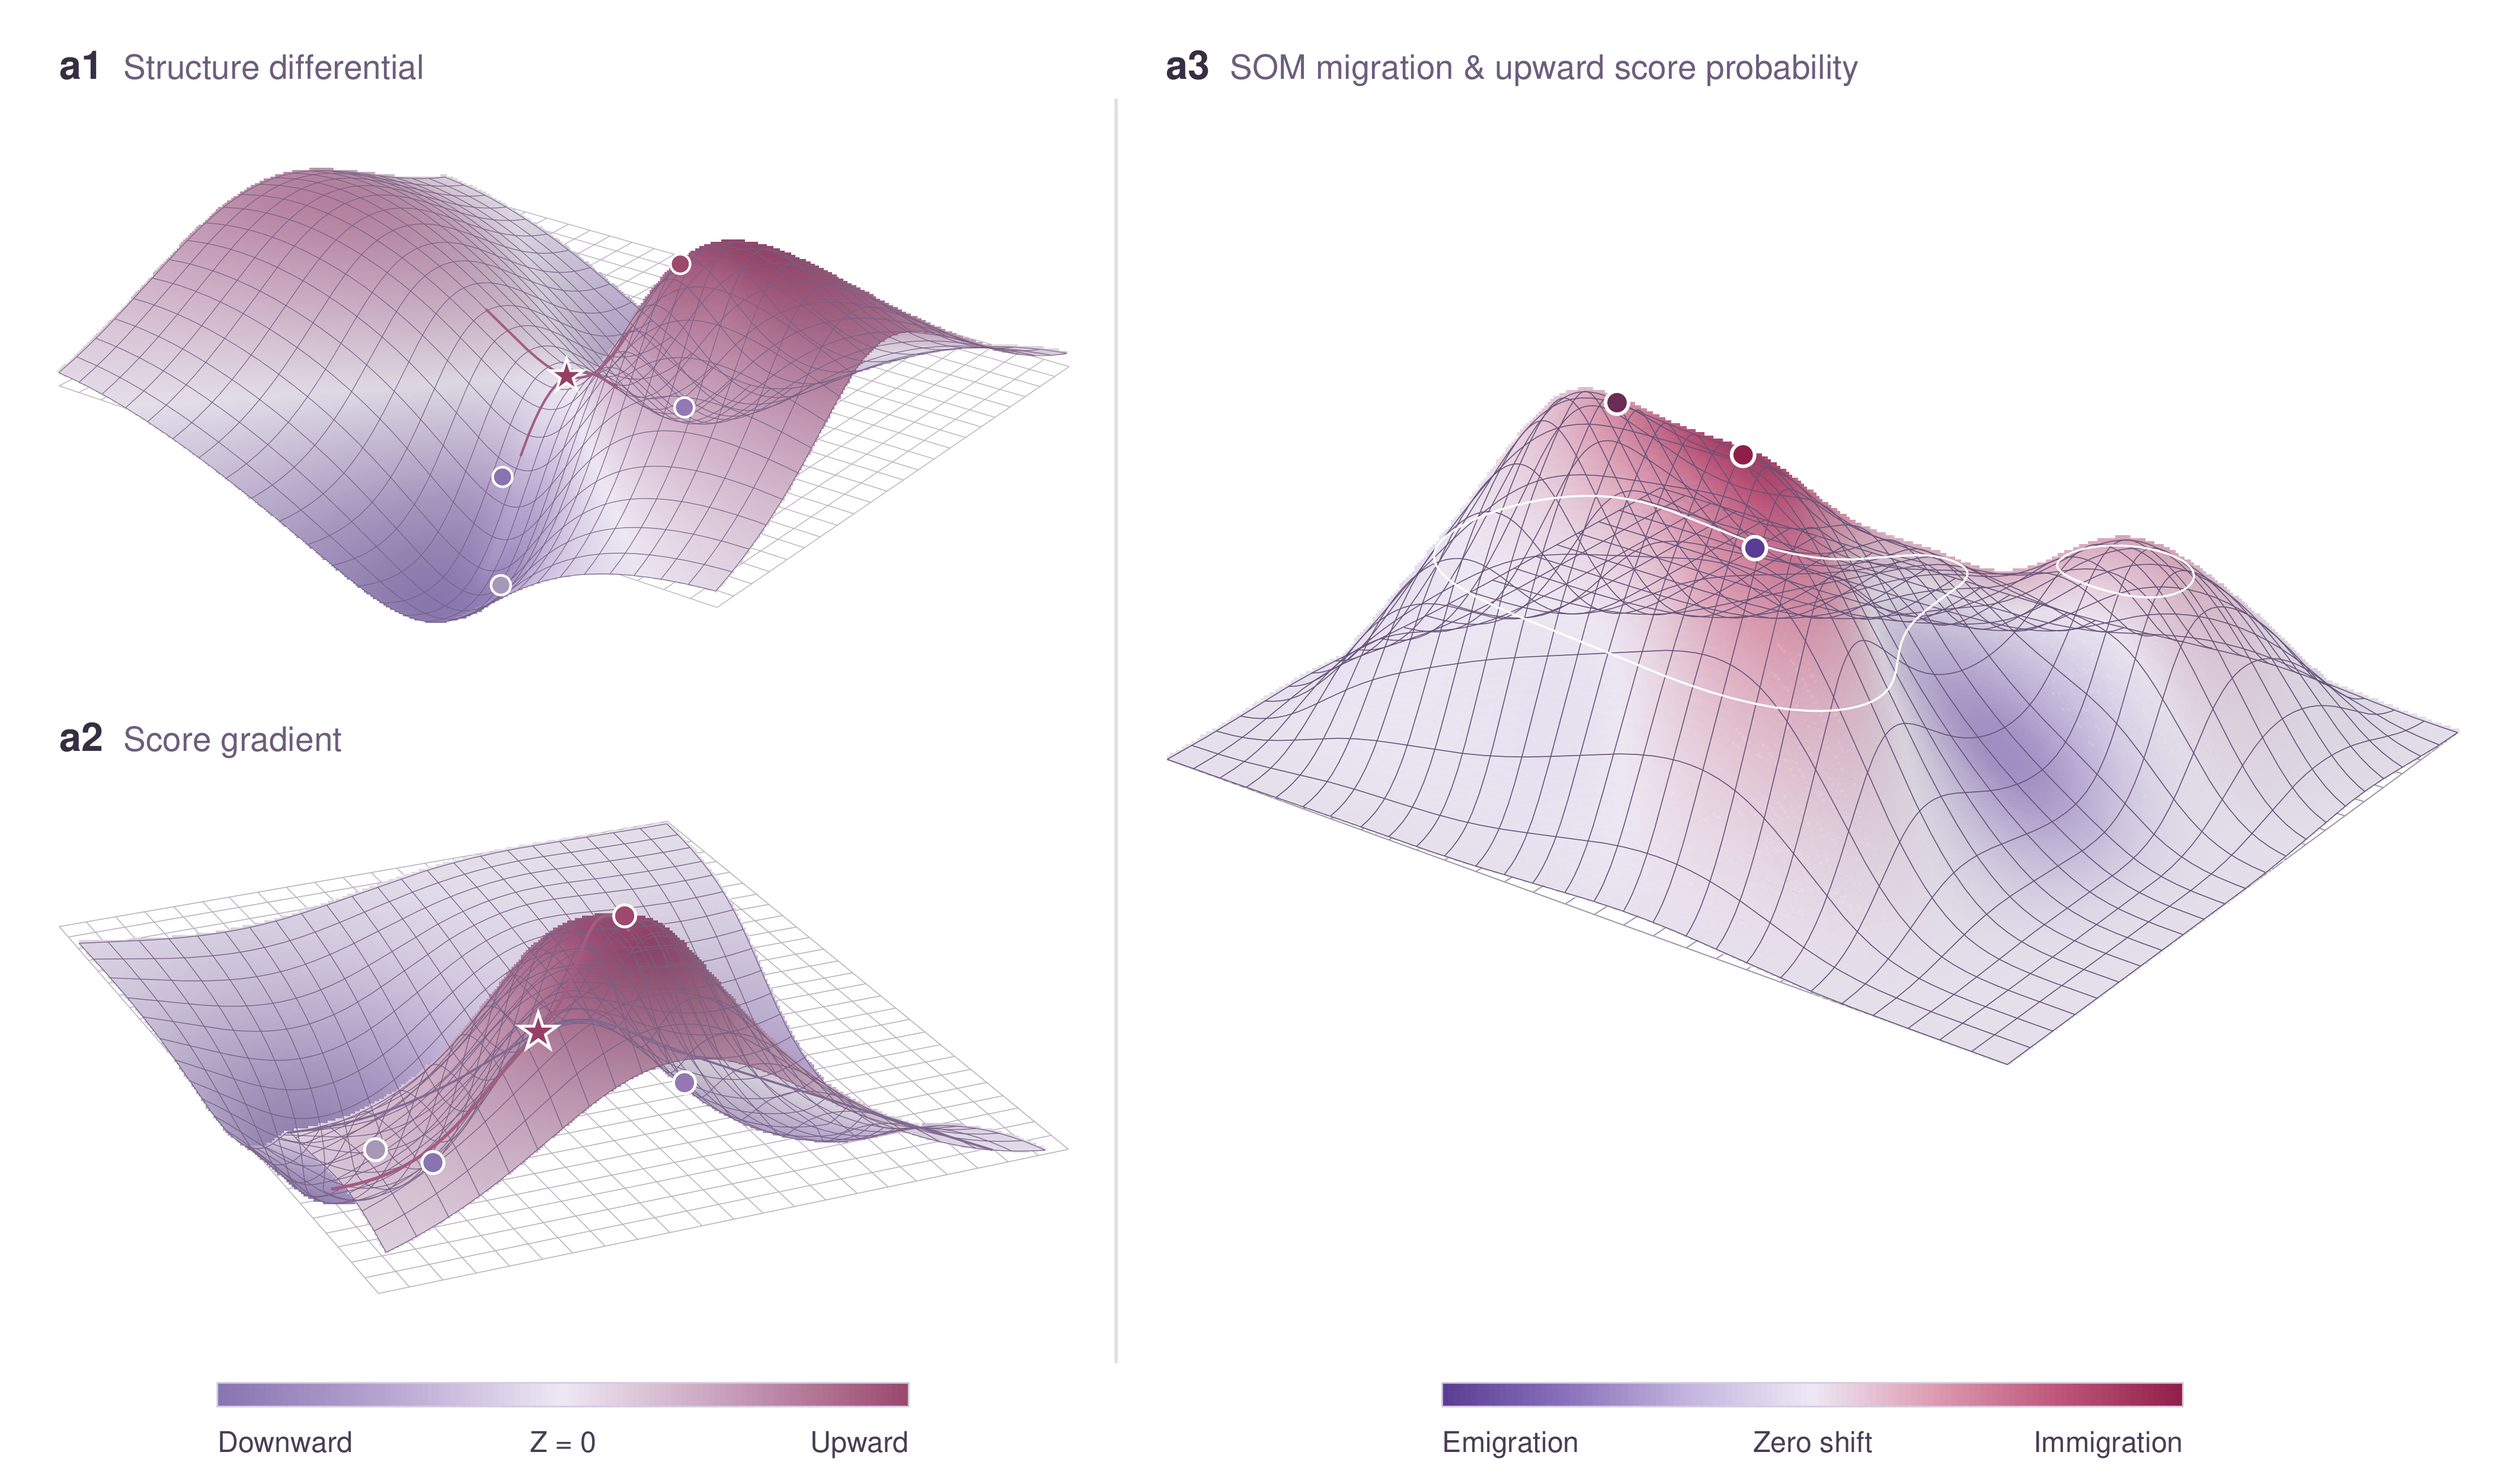 a1 Structure differential
a2 Score gradient
Downward Z = 0 Upward
a3 SOM migration & upward score probability
Emigration Zero shift Immigration